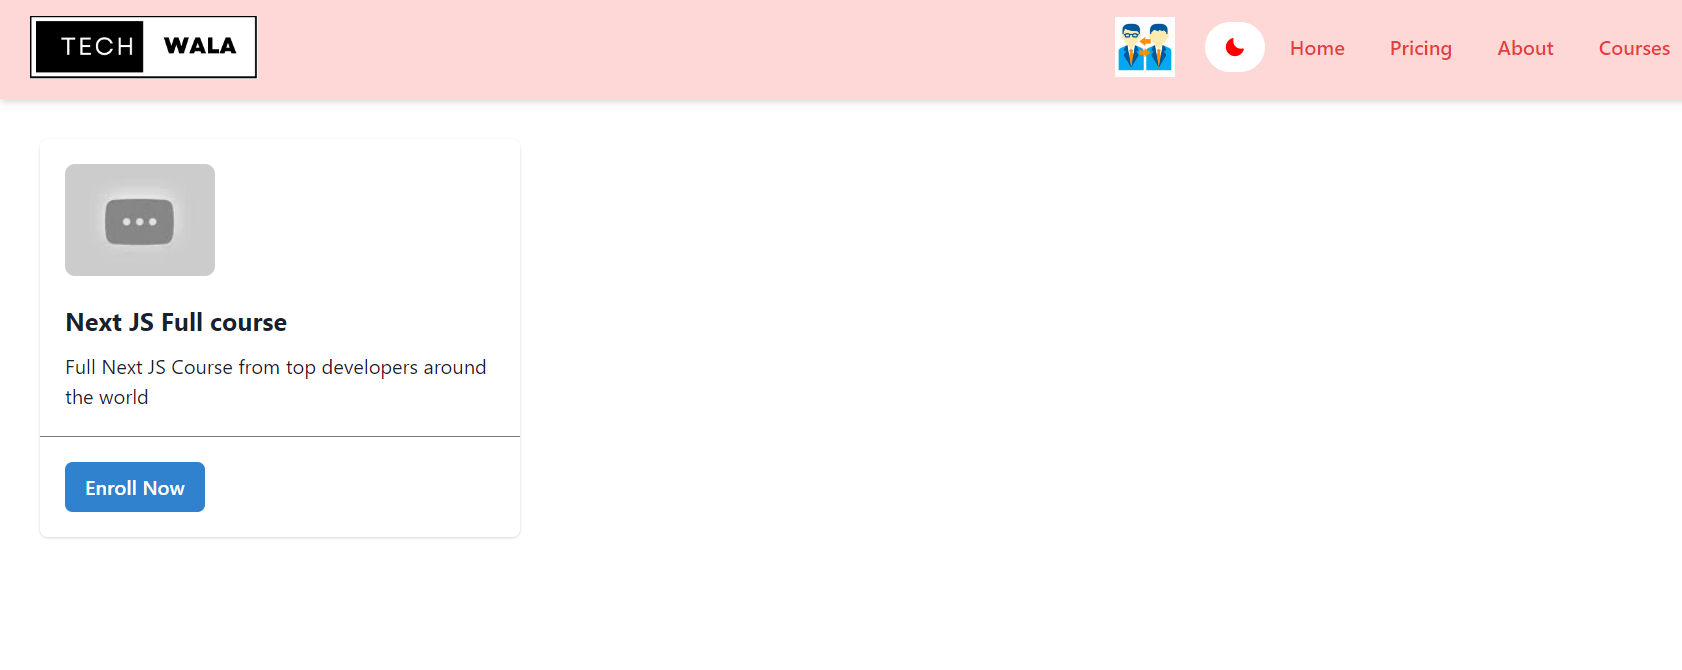 TECH WALA
Home Pricing About Courses
Next JS Full course
Full Next JS Course from top developers around
the world
Enroll Now